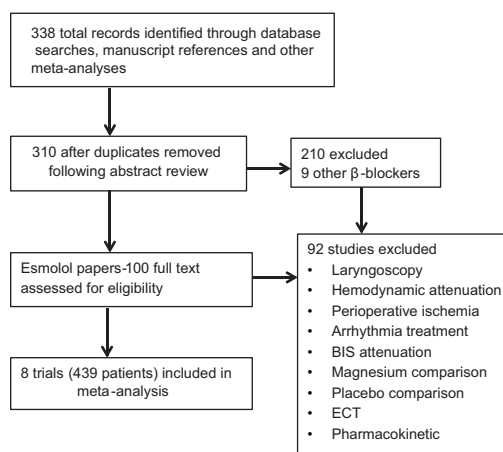 338 total records identified through database
searches, manuscript references and other
meta-analyses
310 after duplicates removed
following abstract review
210 excluded
9 other β-blockers
Esmolol papers-100 full text
assessed for eligibility
92 studies excluded
• Laryngoscopy
• Hemodynamic attenuation
• Perioperative ischemia
• Arrhythmia treatment
• BIS attenuation
• Magnesium comparison
• Placebo comparison
• ECT
• Pharmacokinetic
8 trials (439 patients) included in
meta-analysis